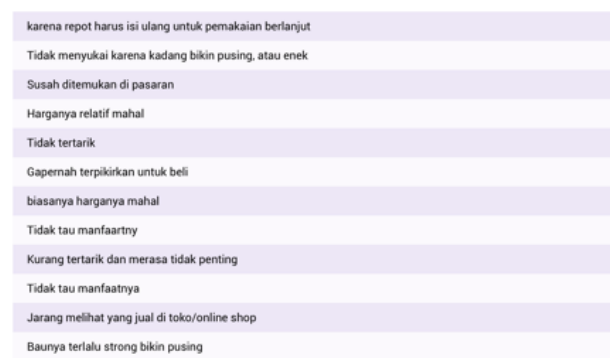 karena repot harus isi ulang untuk pemakaian berlanjut
Tidak menyukai karena kadang bikin pusing, atau enek
Susah ditemukan di pasaran
Harganya relatif mahal
Tidak tertarik
Gapernah terpikirkan untuk beli
biasanya harganya mahal
Tidak tau manfaartny
Kurang tertarik dan merasa tidak penting
Tidak tau manfaatnya
Jarang melihat yang jual di toko/online shop
Baunya terlalu strong bikin pusing